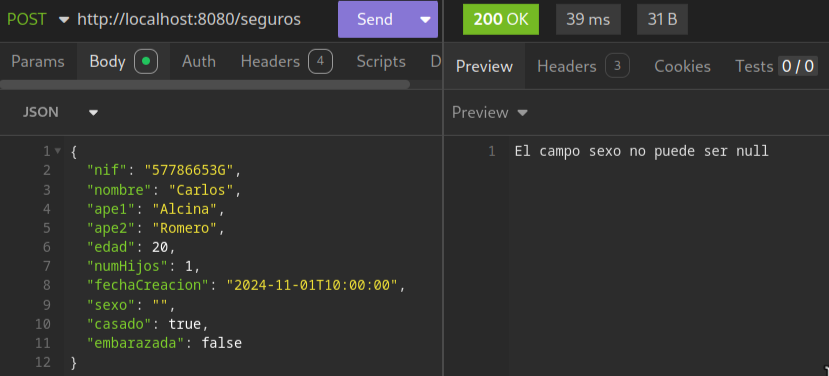 POST http://localhost:8080/seguros Send 200 OK 39 ms 31 B
Params Body Auth Headers 4 Scripts D Preview Headers 3 Cookies Tests 0 / 0
JSON Preview
1 { 1 El campo sexo no puede ser null
2 "nif": "57786653G",
3 "nombre": "Carlos",
4 "ape1": "Alcina",
5 "ape2": "Romero",
6 "edad": 20,
7 "numHijos": 1,
8 "fechaCreacion": "2024-11-01T10:00:00",
9 "sexo": "",
10 "casado": true,
11 "embarazada": false
12 }